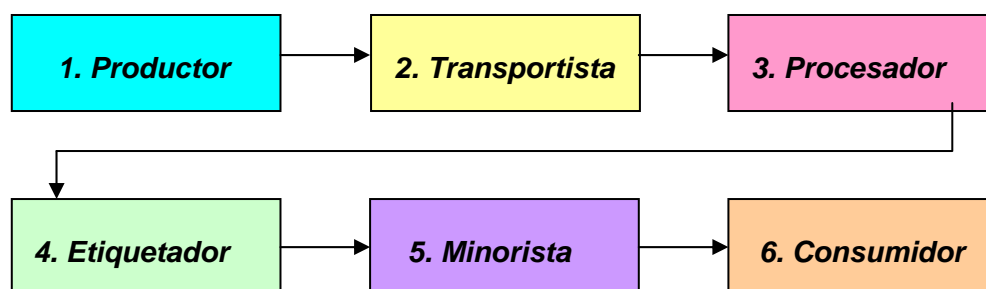 1. Productor
2. Transportista
3. Procesador
4. Etiquetador
5. Minorista
6. Consumidor